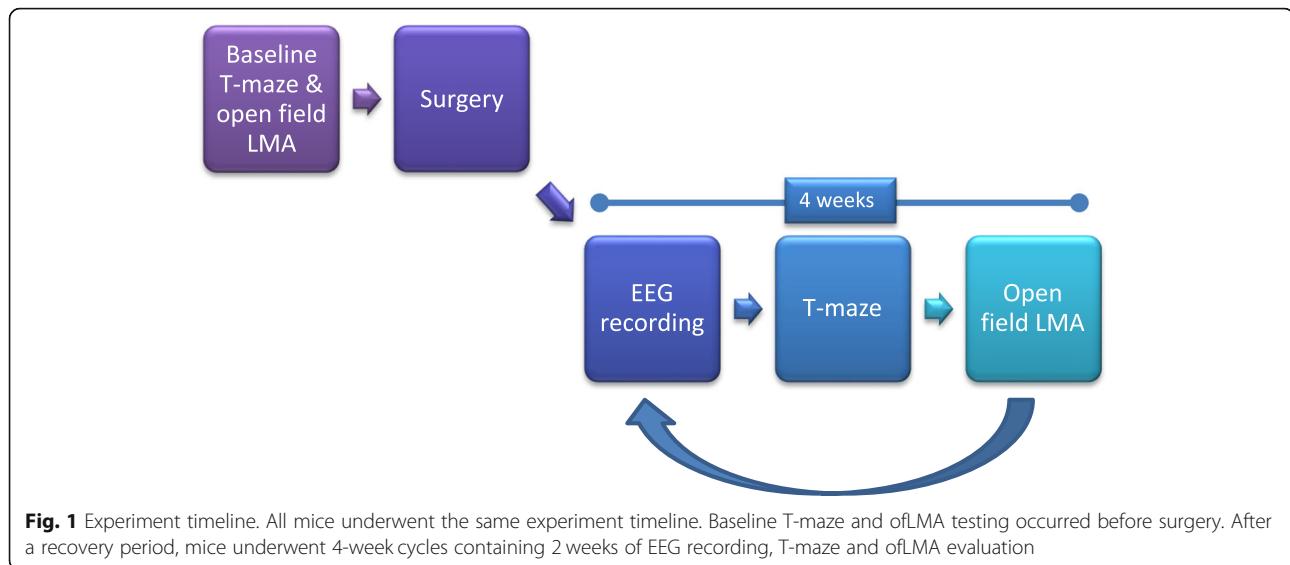 Baseline
T-maze &
open field
LMA
Surgery
4 weeks
EEG
recording
T-maze
Open
field LMA
Fig. 1 Experiment timeline. All mice underwent the same experiment timeline. Baseline T-maze and ofLMA testing occurred before surgery. After
a recovery period, mice underwent 4-week cycles containing 2 weeks of EEG recording, T-maze and ofLMA evaluation